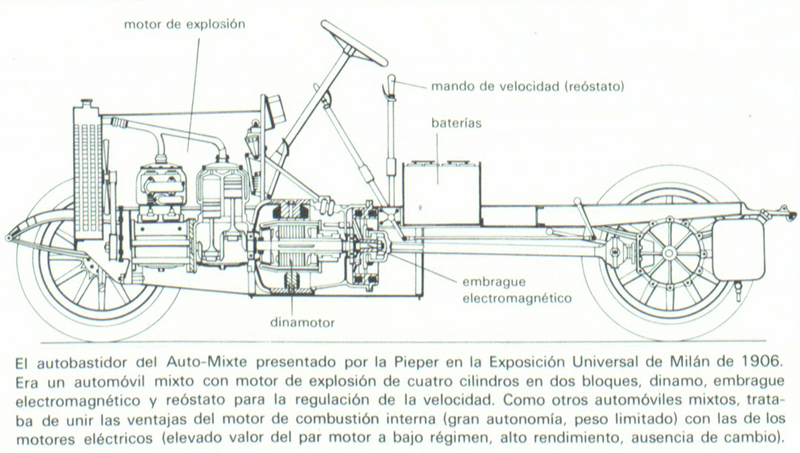 motor de explosión
mando de velocidad (reóstato)
baterías
embrague
electromagnético
dinamotor
El autobastidor del Auto-Mixte presentado por la Pieper en la Exposición Universal de Milán de 1906.
Era un automóvil mixto con motor de explosión de cuatro cilindros en dos bloques, dinamo, embrague
electromagnético y reóstato para la regulación de la velocidad. Como otros automóviles mixtos, trata-
ba de unir las ventajas del motor de combustión interna (gran autonomía, peso limitado) con las de los
motores eléctricos (elevado valor del par motor a bajo régimen, alto rendimiento, ausencia de cambio).